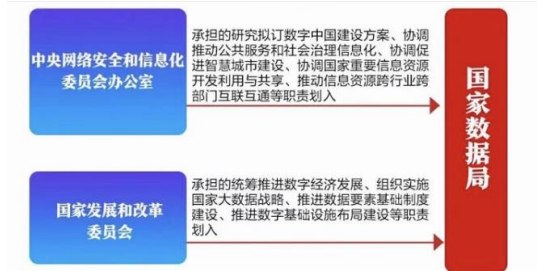 中央网络安全和信息化
委员会办公室
承担的研究拟订数字中国建设方案、协调
推动公共服务和社会治理信息化、协调促
进智慧城市建设、协调国家重要信息资源
开发利用与共享、推动信息资源跨行业跨
部门互联互通等职责划入
国家发展和改革
委员会
承担的统筹推进数字经济发展、组织实施
国家大数据战略、推进数据要素基础制度
建设、推进数字基础设施布局建设等职责
划入
国家数据局